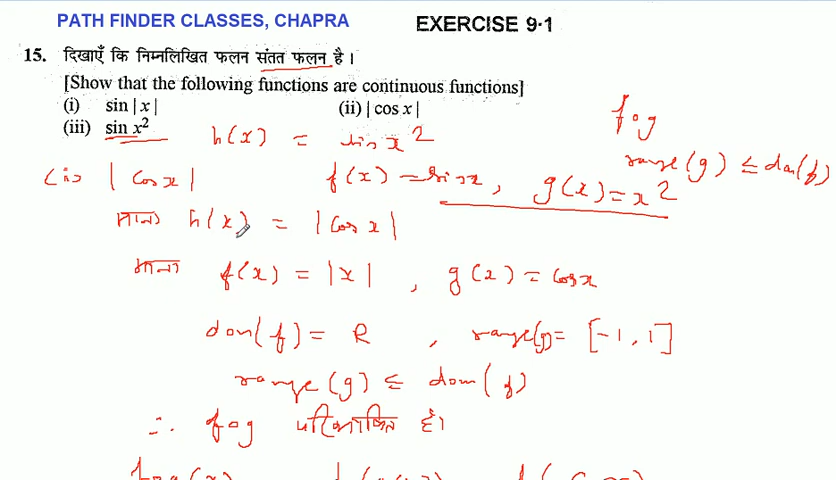 PATH FINDER CLASSES, CHAPRA
EXERCISE 9·1
15. दिखाएँ कि निम्नलिखित फलन संतत फलन है।
[Show that the following functions are continuous functions]
(i) sin | x | (ii) | cos x |
(iii) sin x²
h(x) = sin x²
fog
range(g) ⊆ dom(f)
(ii) | cos x |
f(x) = sin x, g(x) = x²
माना h(x) = | cos x |
माना f(x) = |x| , g(x) = cos x
dom(f) = R , range(g) = [-1, 1]
range(g) ⊆ dom(f)
∴ fog परिभाषित है।